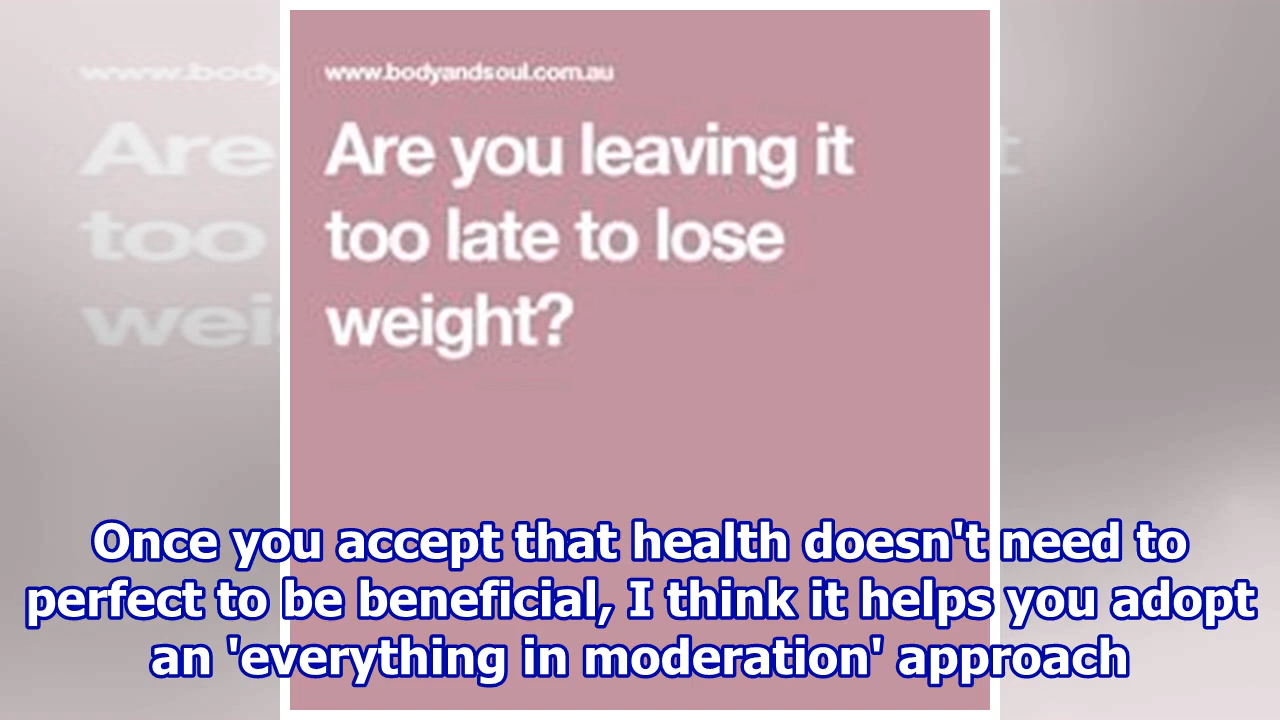 www.bodyandsoul.com.au
Are you leaving it
too late to lose
weight?
Once you accept that health doesn't need to
perfect to be beneficial, I think it helps you adopt
an 'everything in moderation' approach